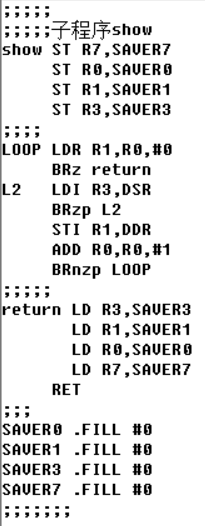 ;;;;;
;;;;;子程序show
show ST R7,SAVER7
ST R0,SAVER0
ST R1,SAVER1
ST R3,SAVER3
;;;;
LOOP LDR R1,R0,#0
BRz return
L2 LDI R3,DSR
BRzp L2
STI R1,DDR
ADD R0,R0,#1
BRnzp LOOP
;;;;;
return LD R3,SAVER3
LD R1,SAVER1
LD R0,SAVER0
LD R7,SAVER7
RET
;;;
SAVER0 .FILL #0
SAVER1 .FILL #0
SAVER3 .FILL #0
SAVER7 .FILL #0
;;;;;;;